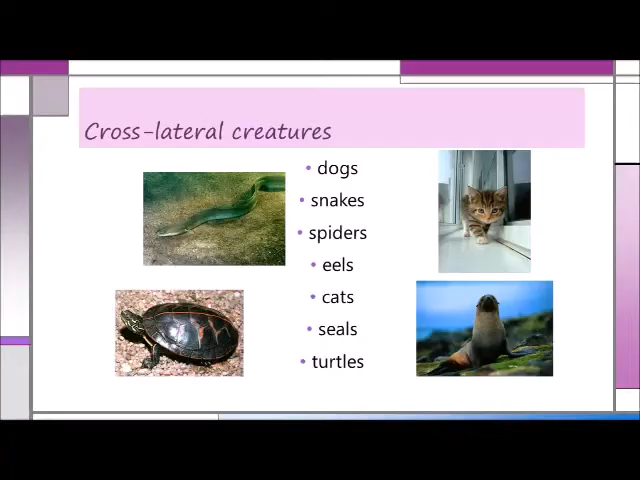 Cross-lateral creatures
• dogs
• snakes
• spiders
• eels
• cats
• seals
• turtles